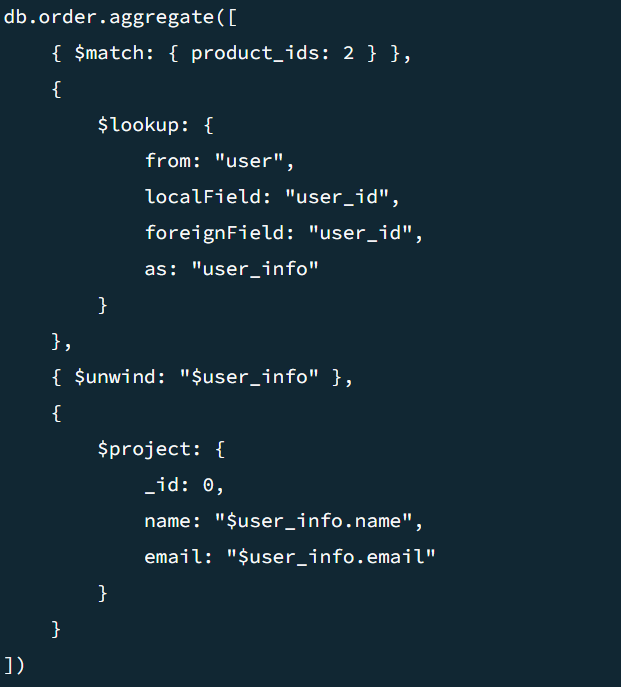 db.order.aggregate([
    { $match: { product_ids: 2 } },
    {
        $lookup: {
            from: "user",
            localField: "user_id",
            foreignField: "user_id",
            as: "user_info"
        }
    },
    { $unwind: "$user_info" },
    {
        $project: {
            _id: 0,
            name: "$user_info.name",
            email: "$user_info.email"
        }
    }
])